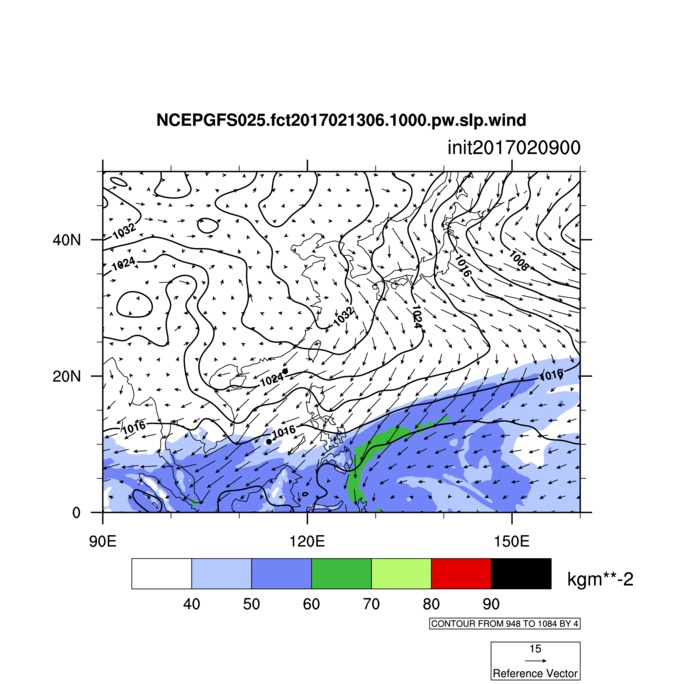 NCEPGFS025.fct2017021306.1000.pw.slp.wind
init2017020900
1032
40N
1016
1008
1024
1032
1024
20N
1024
1016
1016
1016
0
90E 120E 150E
40 50 60 70 80 90
kgm**-2
CONTOUR FROM 948 TO 1084 BY 4
15
Reference Vector